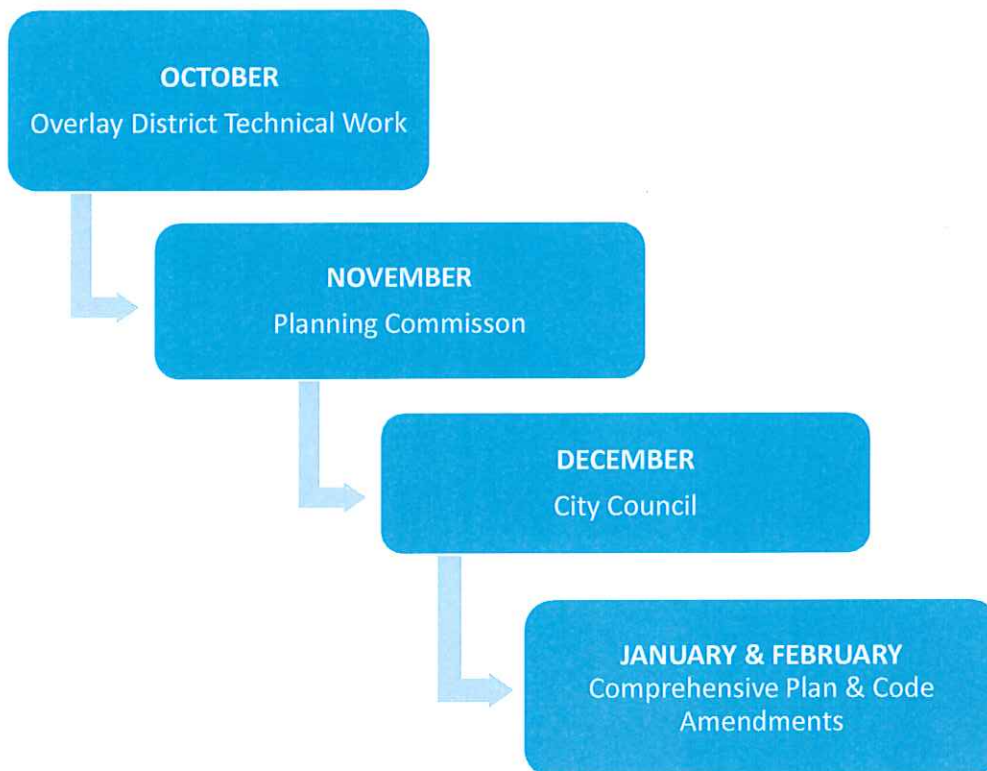 OCTOBER
Overlay District Technical Work
NOVEMBER
Planning Commisson
DECEMBER
City Council
JANUARY & FEBRUARY
Comprehensive Plan & Code
Amendments